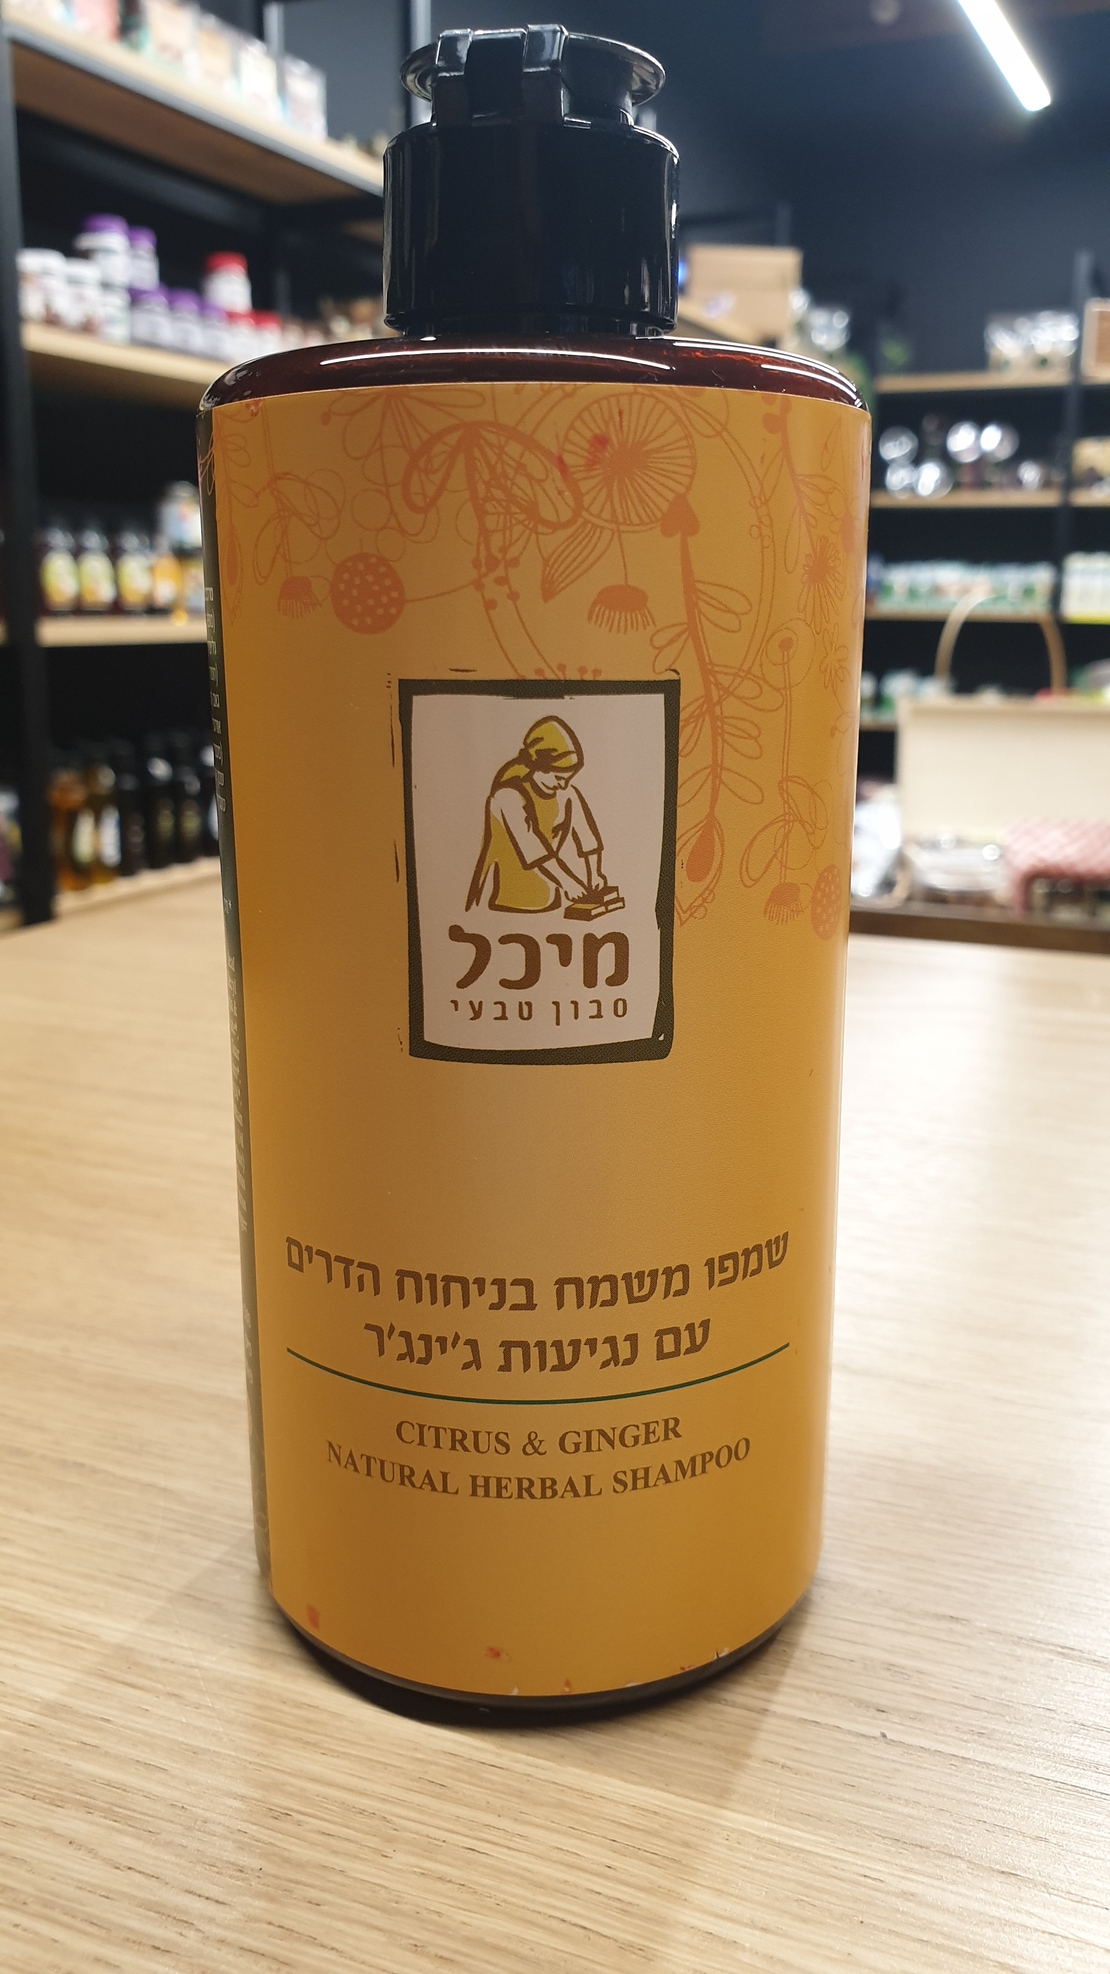 מיכל
סבון טבעי
שמפו משמח בניחוח הדרים
עם נגיעות ג'ינג'ר
CITRUS & GINGER
NATURAL HERBAL SHAMPOO